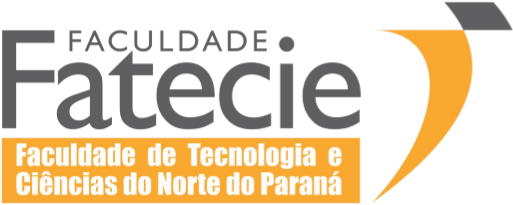 FACULDADE
Fatecie
Faculdade de Tecnologia e
Ciências do Norte do Paraná